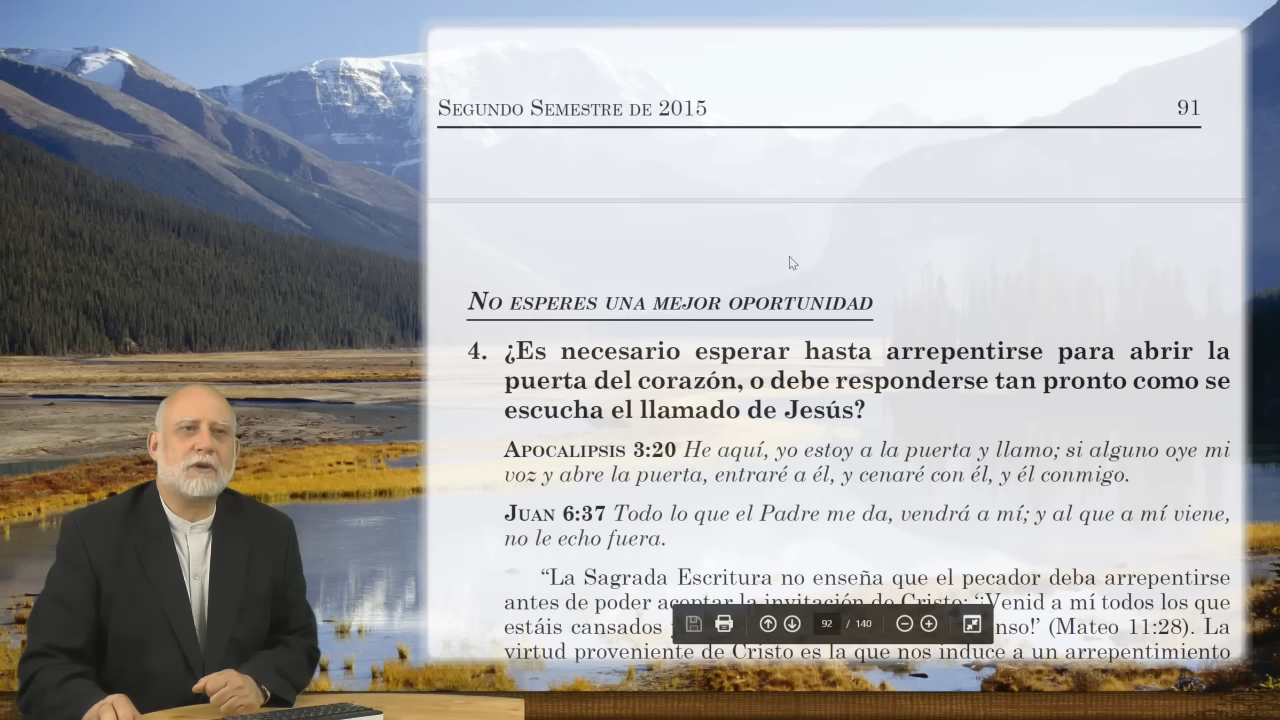 SEGUNDO SEMESTRE DE 2015 91
NO ESPERES UNA MEJOR OPORTUNIDAD
4. ¿Es necesario esperar hasta arrepentirse para abrir la
puerta del corazón, o debe responderse tan pronto como se
escucha el llamado de Jesús?
APOCALIPSIS 3:20 He aquí, yo estoy a la puerta y llamo; si alguno oye mi
voz y abre la puerta, entraré a él, y cenaré con él, y él conmigo.
JUAN 6:37 Todo lo que el Padre me da, vendrá a mí; y al que a mí viene,
no le echo fuera.
“La Sagrada Escritura no enseña que el pecador deba arrepentirse
antes de poder aceptar la invitación de Cristo: “¡Venid a mí todos los que
estáis cansados nso!’ (Mateo 11:28). La
92 / 140
virtud proveniente de Cristo es la que nos induce a un arrepentimiento